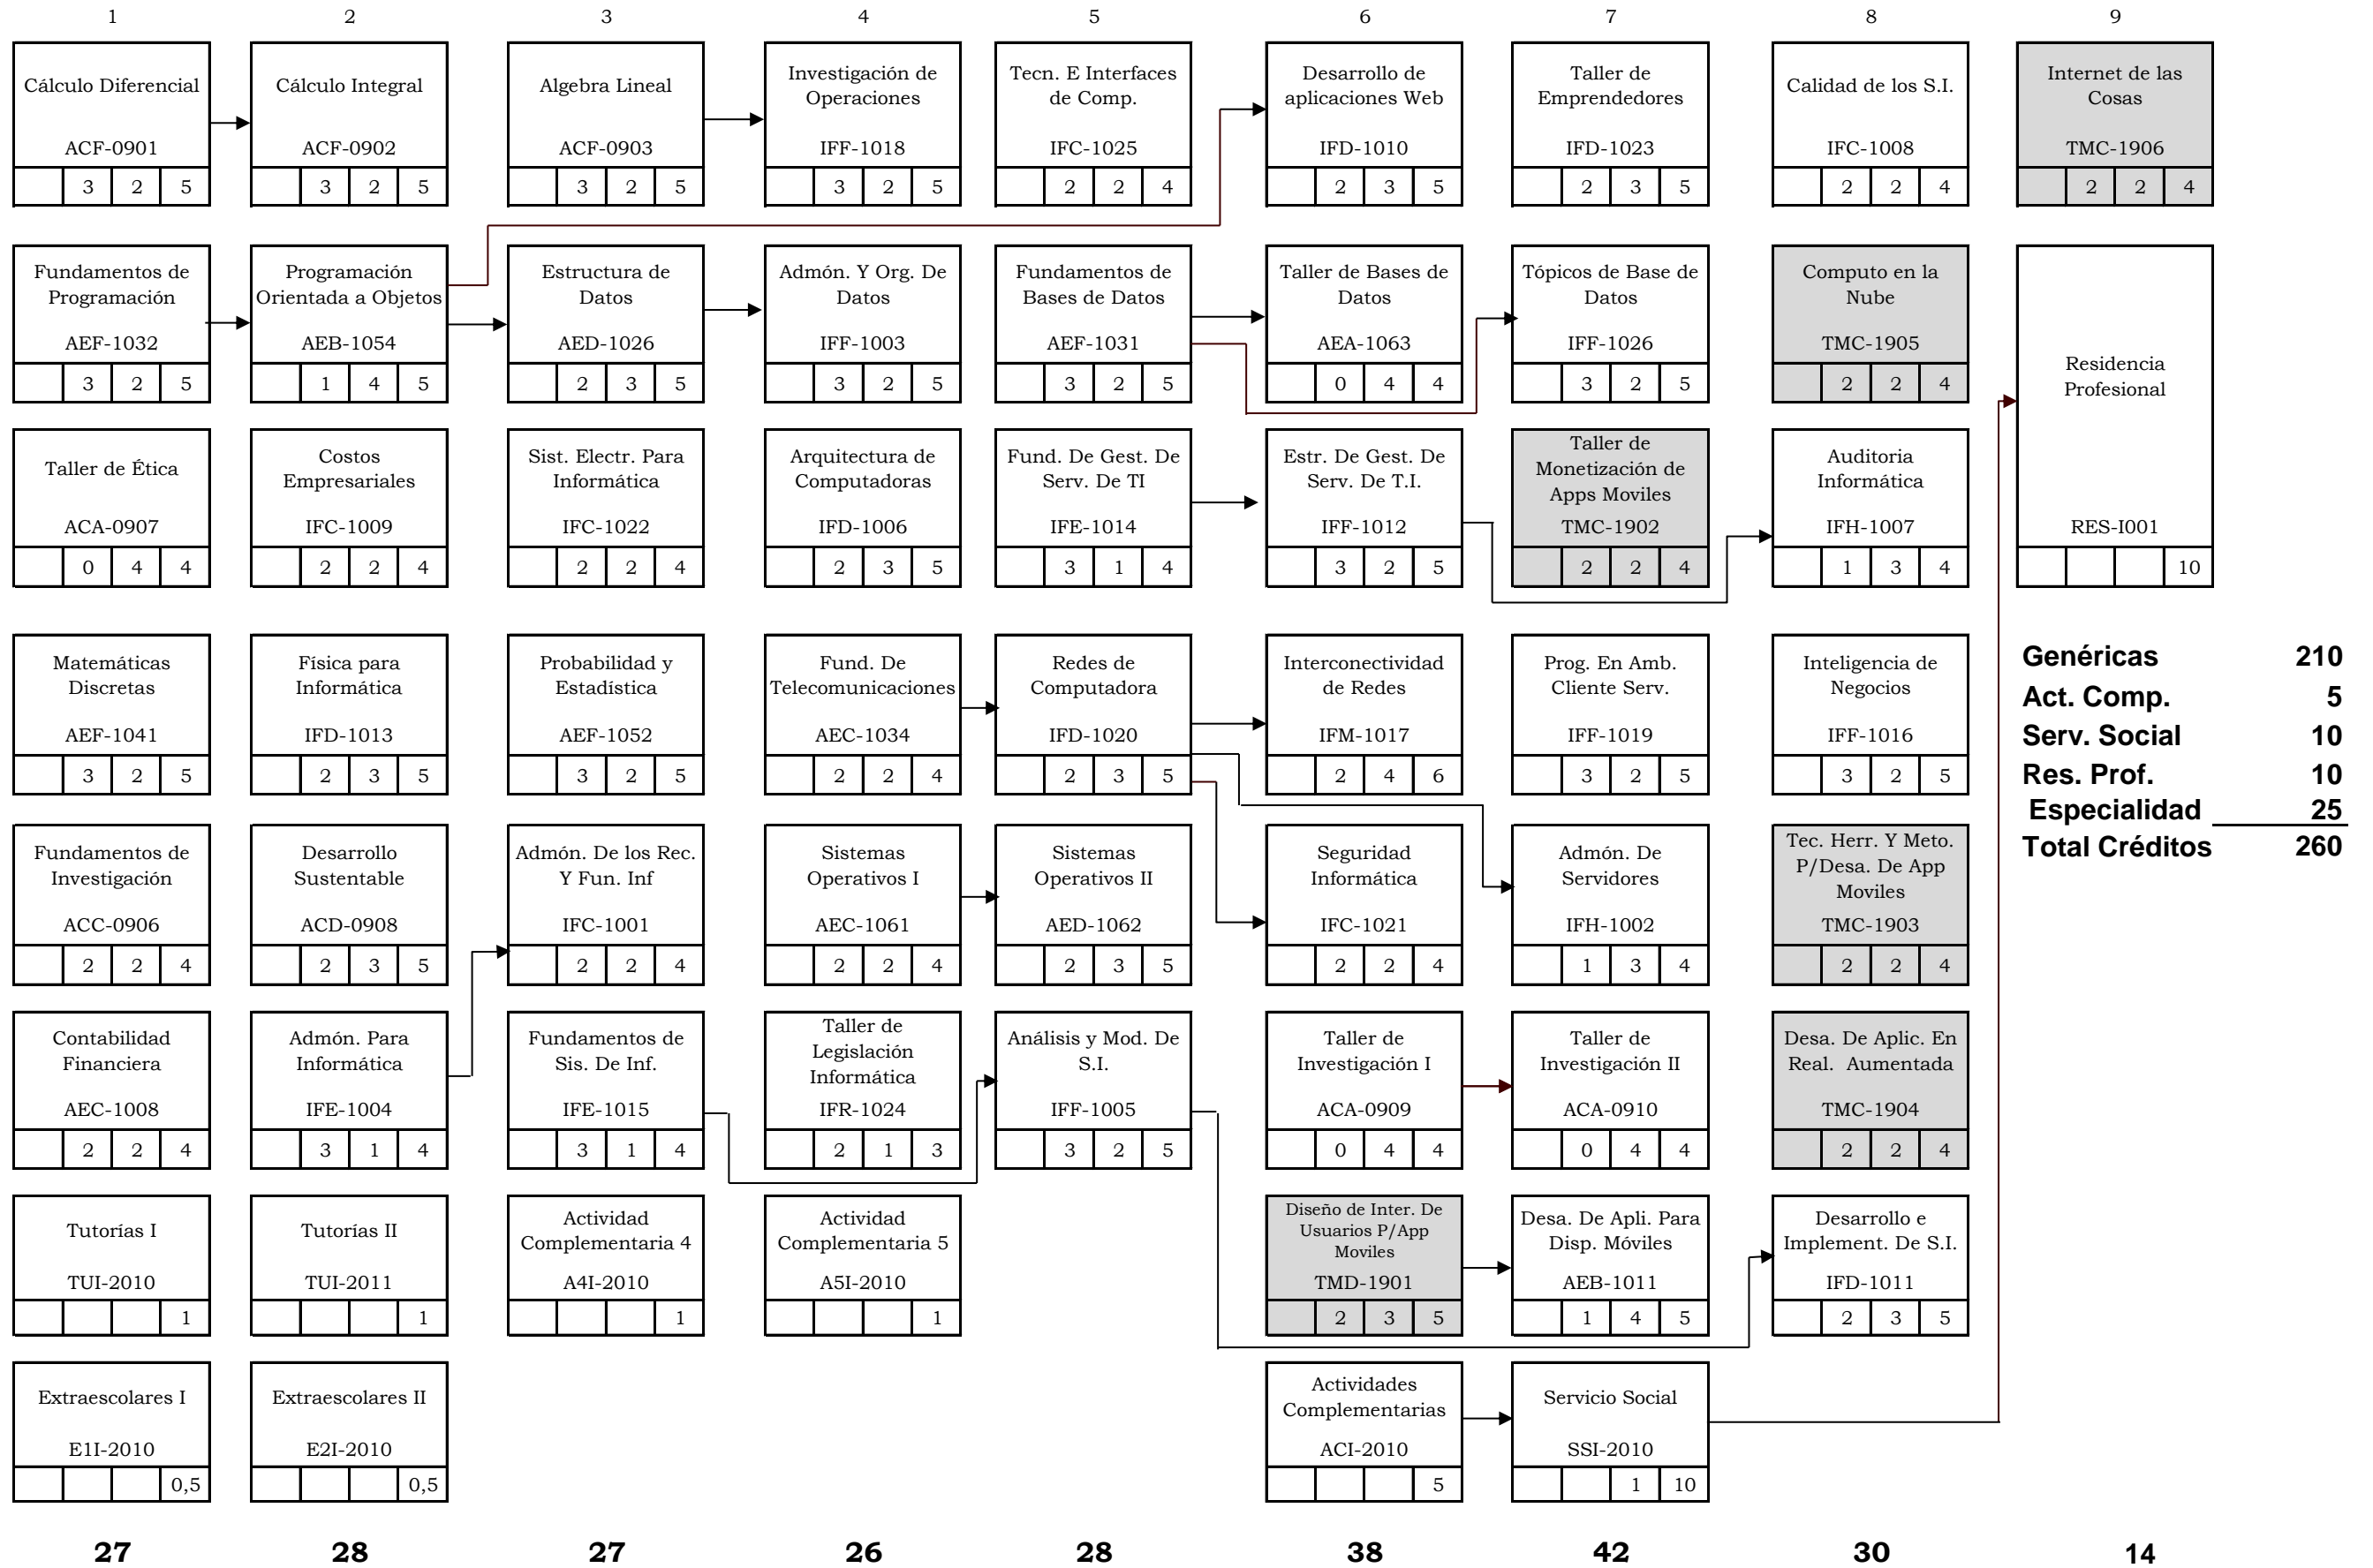 1 2 3 4 5 6 7 8 9
Cálculo Diferencial
ACF-0901
3 2 5
Cálculo Integral
ACF-0902
3 2 5
Algebra Lineal
ACF-0903
3 2 5
Investigación de
Operaciones
IFF-1018
3 2 5
Tecn. E Interfaces
de Comp.
IFC-1025
2 2 4
Desarrollo de
aplicaciones Web
IFD-1010
2 3 5
Taller de
Emprendedores
IFD-1023
2 3 5
Calidad de los S.I.
IFC-1008
2 2 4
Internet de las
Cosas
TMC-1906
2 2 4
Fundamentos de
Programación
AEF-1032
3 2 5
Programación
Orientada a Objetos
AEB-1054
1 4 5
Estructura de
Datos
AED-1026
2 3 5
Admón. Y Org. De
Datos
IFF-1003
3 2 5
Fundamentos de
Bases de Datos
AEF-1031
3 2 5
Taller de Bases de
Datos
AEA-1063
0 4 4
Tópicos de Base de
Datos
IFF-1026
3 2 5
Computo en la
Nube
TMC-1905
2 2 4
Residencia
Profesional
RES-I001
10
Taller de Ética
ACA-0907
0 4 4
Costos
Empresariales
IFC-1009
2 2 4
Sist. Electr. Para
Informática
IFC-1022
2 2 4
Arquitectura de
Computadoras
IFD-1006
2 3 5
Fund. De Gest. De
Serv. De TI
IFE-1014
3 1 4
Estr. De Gest. De
Serv. De T.I.
IFF-1012
3 2 5
Taller de
Monetización de
Apps Moviles
TMC-1902
2 2 4
Auditoria
Informática
IFH-1007
1 3 4
Matemáticas
Discretas
AEF-1041
3 2 5
Física para
Informática
IFD-1013
2 3 5
Probabilidad y
Estadística
AEF-1052
3 2 5
Fund. De
Telecomunicaciones
AEC-1034
2 2 4
Redes de
Computadora
IFD-1020
2 3 5
Interconectividad
de Redes
IFM-1017
2 4 6
Prog. En Amb.
Cliente Serv.
IFF-1019
3 2 5
Inteligencia de
Negocios
IFF-1016
3 2 5
Genéricas 210
Act. Comp. 5
Serv. Social 10
Res. Prof. 10
Especialidad 25
Total Créditos 260
Fundamentos de
Investigación
ACC-0906
2 2 4
Desarrollo
Sustentable
ACD-0908
2 3 5
Admón. De los Rec.
Y Fun. Inf
IFC-1001
2 2 4
Sistemas
Operativos I
AEC-1061
2 2 4
Sistemas
Operativos II
AED-1062
2 3 5
Seguridad
Informática
IFC-1021
2 2 4
Admón. De
Servidores
IFH-1002
1 3 4
Tec. Herr. Y Meto.
P/Desa. De App
Moviles
TMC-1903
2 2 4
Contabilidad
Financiera
AEC-1008
2 2 4
Admón. Para
Informática
IFE-1004
3 1 4
Fundamentos de
Sis. De Inf.
IFE-1015
3 1 4
Taller de
Legislación
Informática
IFR-1024
2 1 3
Análisis y Mod. De
S.I.
IFF-1005
3 2 5
Taller de
Investigación I
ACA-0909
0 4 4
Taller de
Investigación II
ACA-0910
0 4 4
Desa. De Aplic. En
Real. Aumentada
TMC-1904
2 2 4
Tutorías I
TUI-2010
1
Tutorías II
TUI-2011
1
Actividad
Complementaria 4
A4I-2010
1
Actividad
Complementaria 5
A5I-2010
1
Diseño de Inter. De
Usuarios P/App
Moviles
TMD-1901
2 3 5
Desa. De Apli. Para
Disp. Móviles
AEB-1011
1 4 5
Desarrollo e
Implement. De S.I.
IFD-1011
2 3 5
Extraescolares I
E1I-2010
0,5
Extraescolares II
E2I-2010
0,5
Actividades
Complementarias
ACI-2010
5
Servicio Social
SSI-2010
1 10
27 28 27 26 28 38 42 30 14